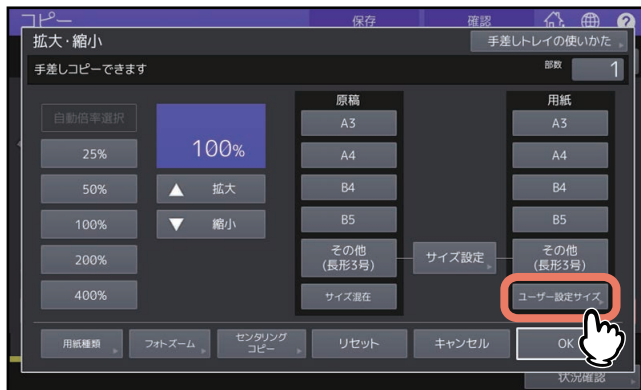 コピー
保存
確認
?
拡大・縮小
手差しトレイの使いかた
手差しコピーできます
部数
1
自動倍率選択
25%
50%
100%
200%
400%
100%
拡大
縮小
原稿
A3
A4
B4
B5
その他
(長形3号)
サイズ混在
サイズ設定
用紙
A3
A4
B4
B5
その他
(長形3号)
ユーザー設定サイズ
用紙種類
フォトズーム
センタリング
コピー
リセット
キャンセル
OK
状況確認